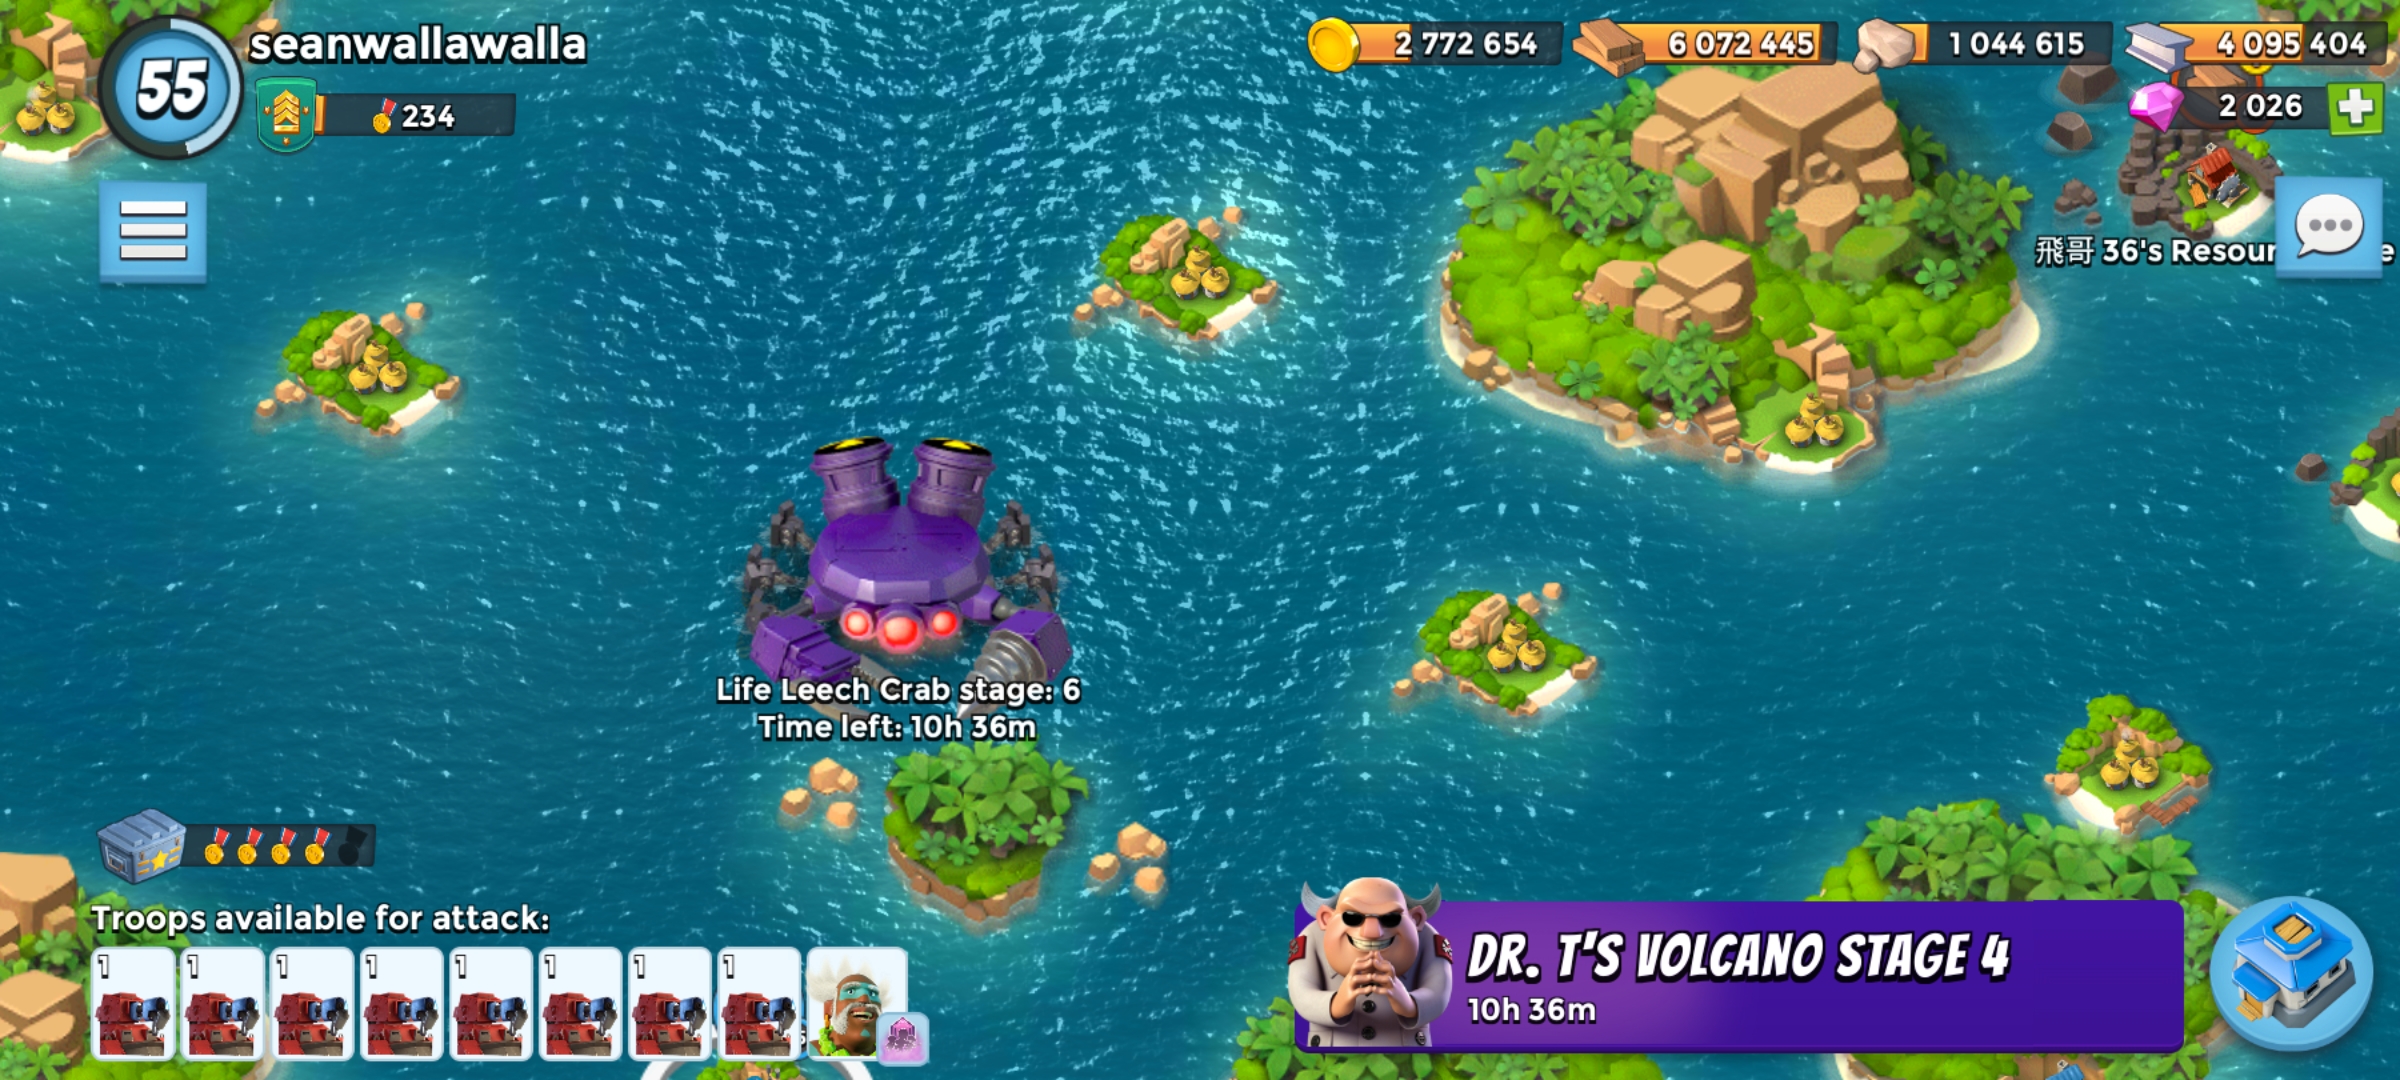 55
seanwallawalla
234
2 772 654
6 072 445
1 044 615
4 095 404
2 026
飛哥 36's
Life Leech Crab stage: 6
Time left: 10h 36m
Troops available for attack:
1 1 1 1 1 1 1 1
DR. T'S VOLCANO STAGE 4
10h 36m